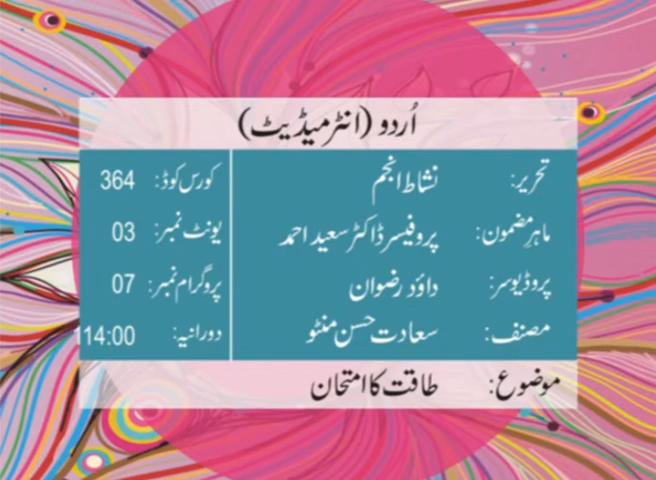 اُردو (انٹرمیڈیٹ)
تحریر: نشاط انجم کورس کوڈ: 364
ماہرِ مضمون: پروفیسر ڈاکٹر سعید احمد یونٹ نمبر: 03
پروڈیوسر: داؤد رضوان پروگرام نمبر: 07
مصنف: سعادت حسن منٹو دورانیہ: 114:00
موضوع: طاقت کا امتحان